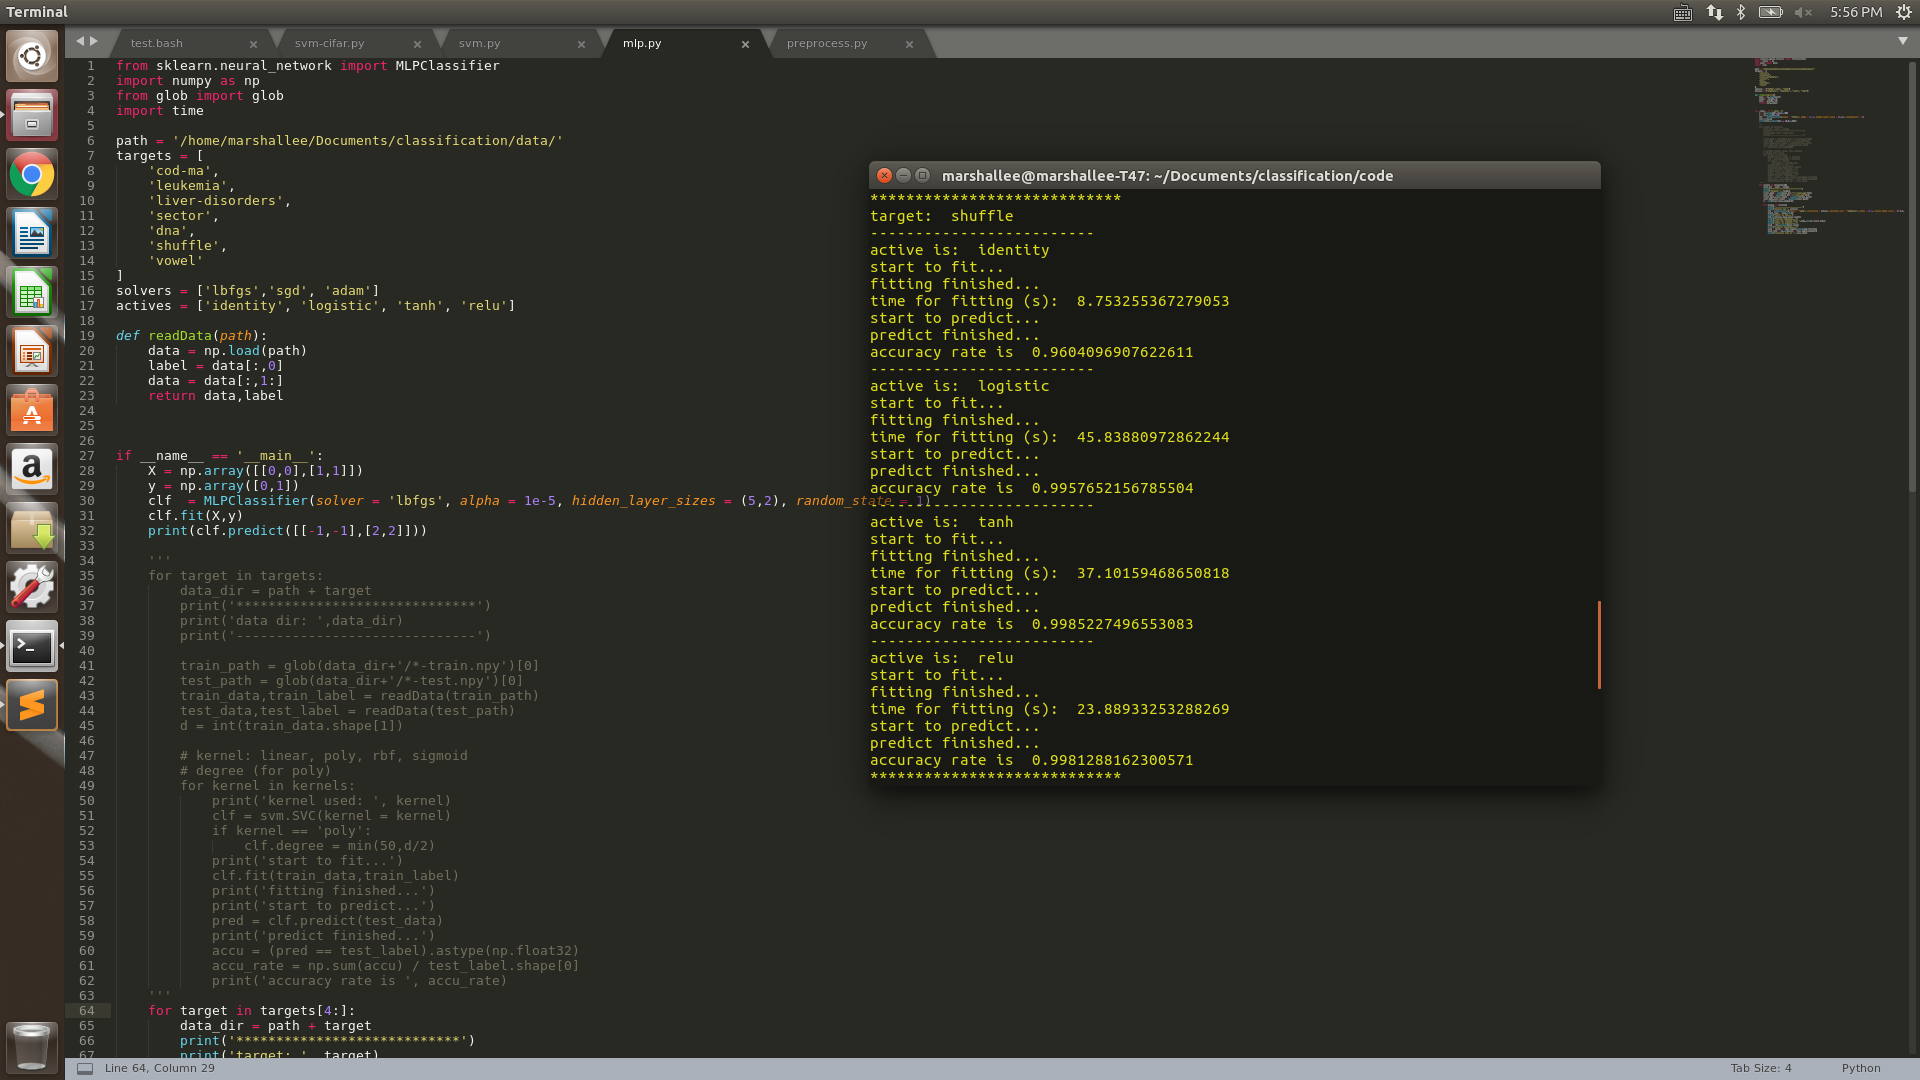 Terminal
5:56 PM
test.bash
svm-cifar.py
svm.py
mlp.py
preprocess.py
1 from sklearn.neural_network import MLPClassifier
2 import numpy as np
3 from glob import glob
4 import time
5
6 path = '/home/marshallee/Documents/classification/data/'
7 targets = [
8 'cod-ma',
9 'leukemia',
10 'liver-disorders',
11 'sector',
12 'dna',
13 'shuffle',
14 'vowel'
15 ]
16 solvers = ['lbfgs','sgd', 'adam']
17 actives = ['identity', 'logistic', 'tanh', 'relu']
18
19 def readData(path):
20 data = np.load(path)
21 label = data[:,0]
22 data = data[:,1:]
23 return data,label
24
25
26
27 if __name__ == '__main__':
28 X = np.array([[0,0],[1,1]])
29 y = np.array([0,1])
30 clf  = MLPClassifier(solver = 'lbfgs', alpha = 1e-5, hidden_layer_sizes = (5,2), random_state = 1)
31 clf.fit(X,y)
32 print(clf.predict([[-1,-1],[2,2]]))
33
34 '''
35 for target in targets:
36 data_dir = path + target
37 print('******************************')
38 print('data dir: ',data_dir)
39 print('------------------------------')
40
41 train_path = glob(data_dir+'/*-train.npy')[0]
42 test_path = glob(data_dir+'/*-test.npy')[0]
43 train_data,train_label = readData(train_path)
44 test_data,test_label = readData(test_path)
45 d = int(train_data.shape[1])
46
47 # kernel: linear, poly, rbf, sigmoid
48 # degree (for poly)
49 for kernel in kernels:
50 print('kernel used: ', kernel)
51 clf = svm.SVC(kernel = kernel)
52 if kernel == 'poly':
53 clf.degree = min(50,d/2)
54 print('start to fit...')
55 clf.fit(train_data,train_label)
56 print('fitting finished...')
57 print('start to predict...')
58 pred = clf.predict(test_data)
59 print('predict finished...')
60 accu = (pred == test_label).astype(np.float32)
61 accu_rate = np.sum(accu) / test_label.shape[0]
62 print('accuracy rate is ', accu_rate)
63 '''
64 for target in targets[4:]:
65 data_dir = path + target
66 print('****************************')
67 print('target: ', target)
marshallee@marshallee-T47: ~/Documents/classification/code
****************************
target:  shuffle
-------------------------
active is:  identity
start to fit...
fitting finished...
time for fitting (s):  8.753255367279053
start to predict...
predict finished...
accuracy rate is  0.9604096907622611
-------------------------
active is:  logistic
start to fit...
fitting finished...
time for fitting (s):  45.83880972862244
start to predict...
predict finished...
accuracy rate is  0.9957652156785504
-------------------------
active is:  tanh
start to fit...
fitting finished...
time for fitting (s):  37.10159468650818
start to predict...
predict finished...
accuracy rate is  0.9985227496553083
-------------------------
active is:  relu
start to fit...
fitting finished...
time for fitting (s):  23.88933253288269
start to predict...
predict finished...
accuracy rate is  0.9981288162300571
****************************
Line 64, Column 29
Tab Size: 4
Python